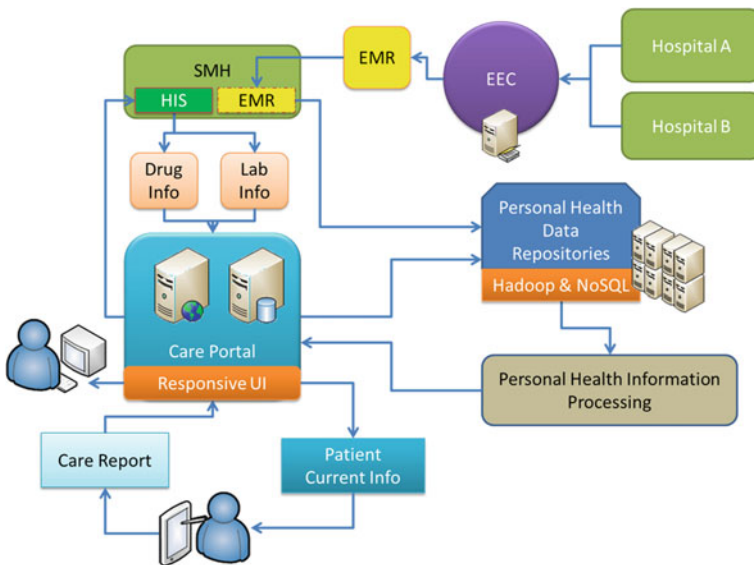 SMH
HIS
EMR
EMR
EEC
Hospital A
Hospital B
Drug
Info
Lab
Info
Personal Health
Data
Repositories
Hadoop & NoSQL
Care Portal
Responsive UI
Personal Health Information
Processing
Care Report
Patient
Current Info